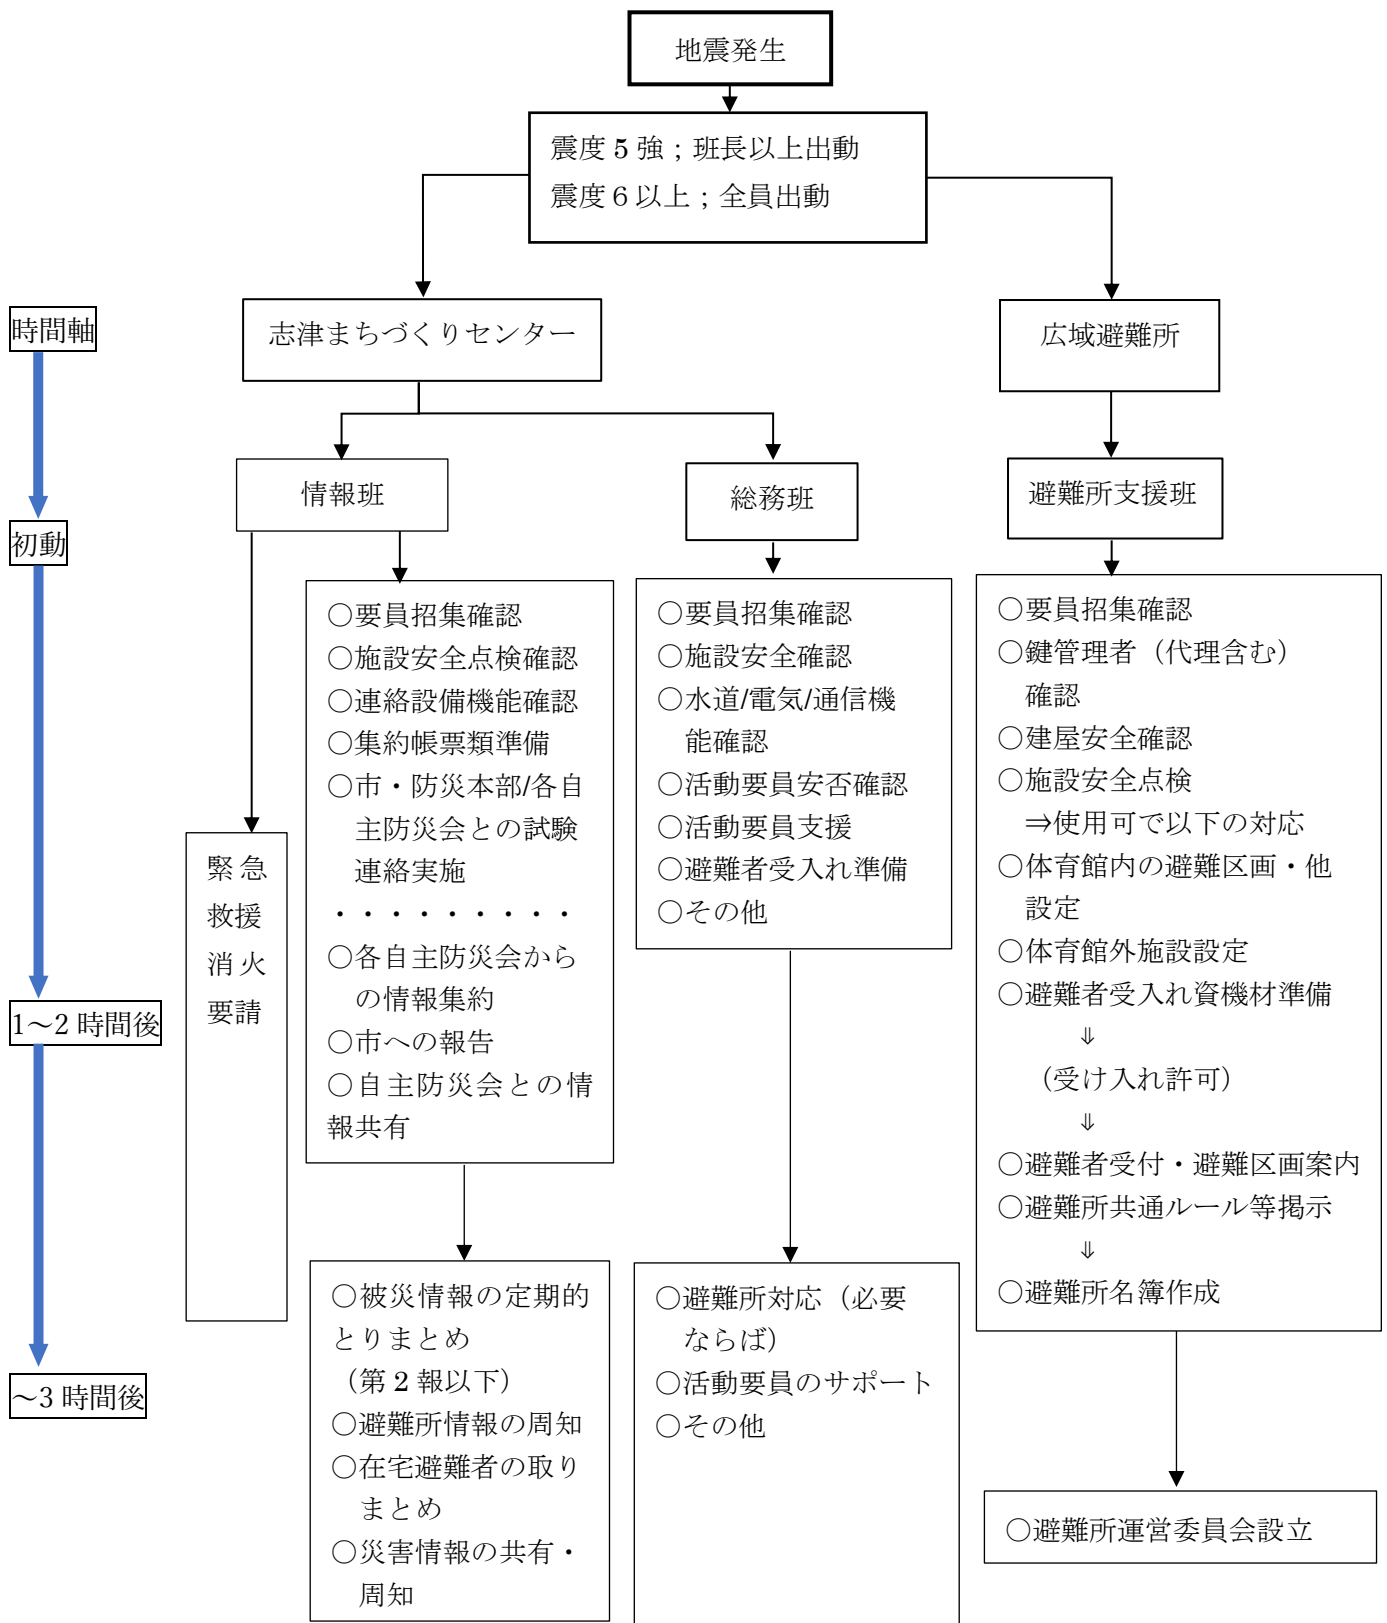 地震発生
震度5強；班長以上出動
震度６以上；全員出動
時間軸
志津まちづくりセンター
広域避難所
情報班
総務班
避難所支援班
初動
緊急
救援
消火
要請
○要員招集確認
○施設安全点検確認
○連絡設備機能確認
○集約帳票類準備
○市・防災本部/各自
主防災会との試験
連絡実施
・・・・・・・・・
○各自主防災会から
の情報集約
○市への報告
○自主防災会との情
報共有
○要員招集確認
○施設安全確認
○水道/電気/通信機
能確認
○活動要員安否確認
○活動要員支援
○避難者受入れ準備
○その他
○要員招集確認
○鍵管理者（代理含む）
確認
○建屋安全確認
○施設安全点検
⇒使用可で以下の対応
○体育館内の避難区画・他
設定
○体育館外施設設定
○避難者受入れ資機材準備
⇓
（受け入れ許可）
⇓
○避難者受付・避難区画案内
○避難所共通ルール等掲示
⇓
○避難所名簿作成
1～2時間後
～3時間後
○被災情報の定期的
とりまとめ
（第2報以下）
○避難所情報の周知
○在宅避難者の取り
まとめ
○災害情報の共有・
周知
○避難所対応（必要
ならば）
○活動要員のサポート
○その他
○避難所運営委員会設立